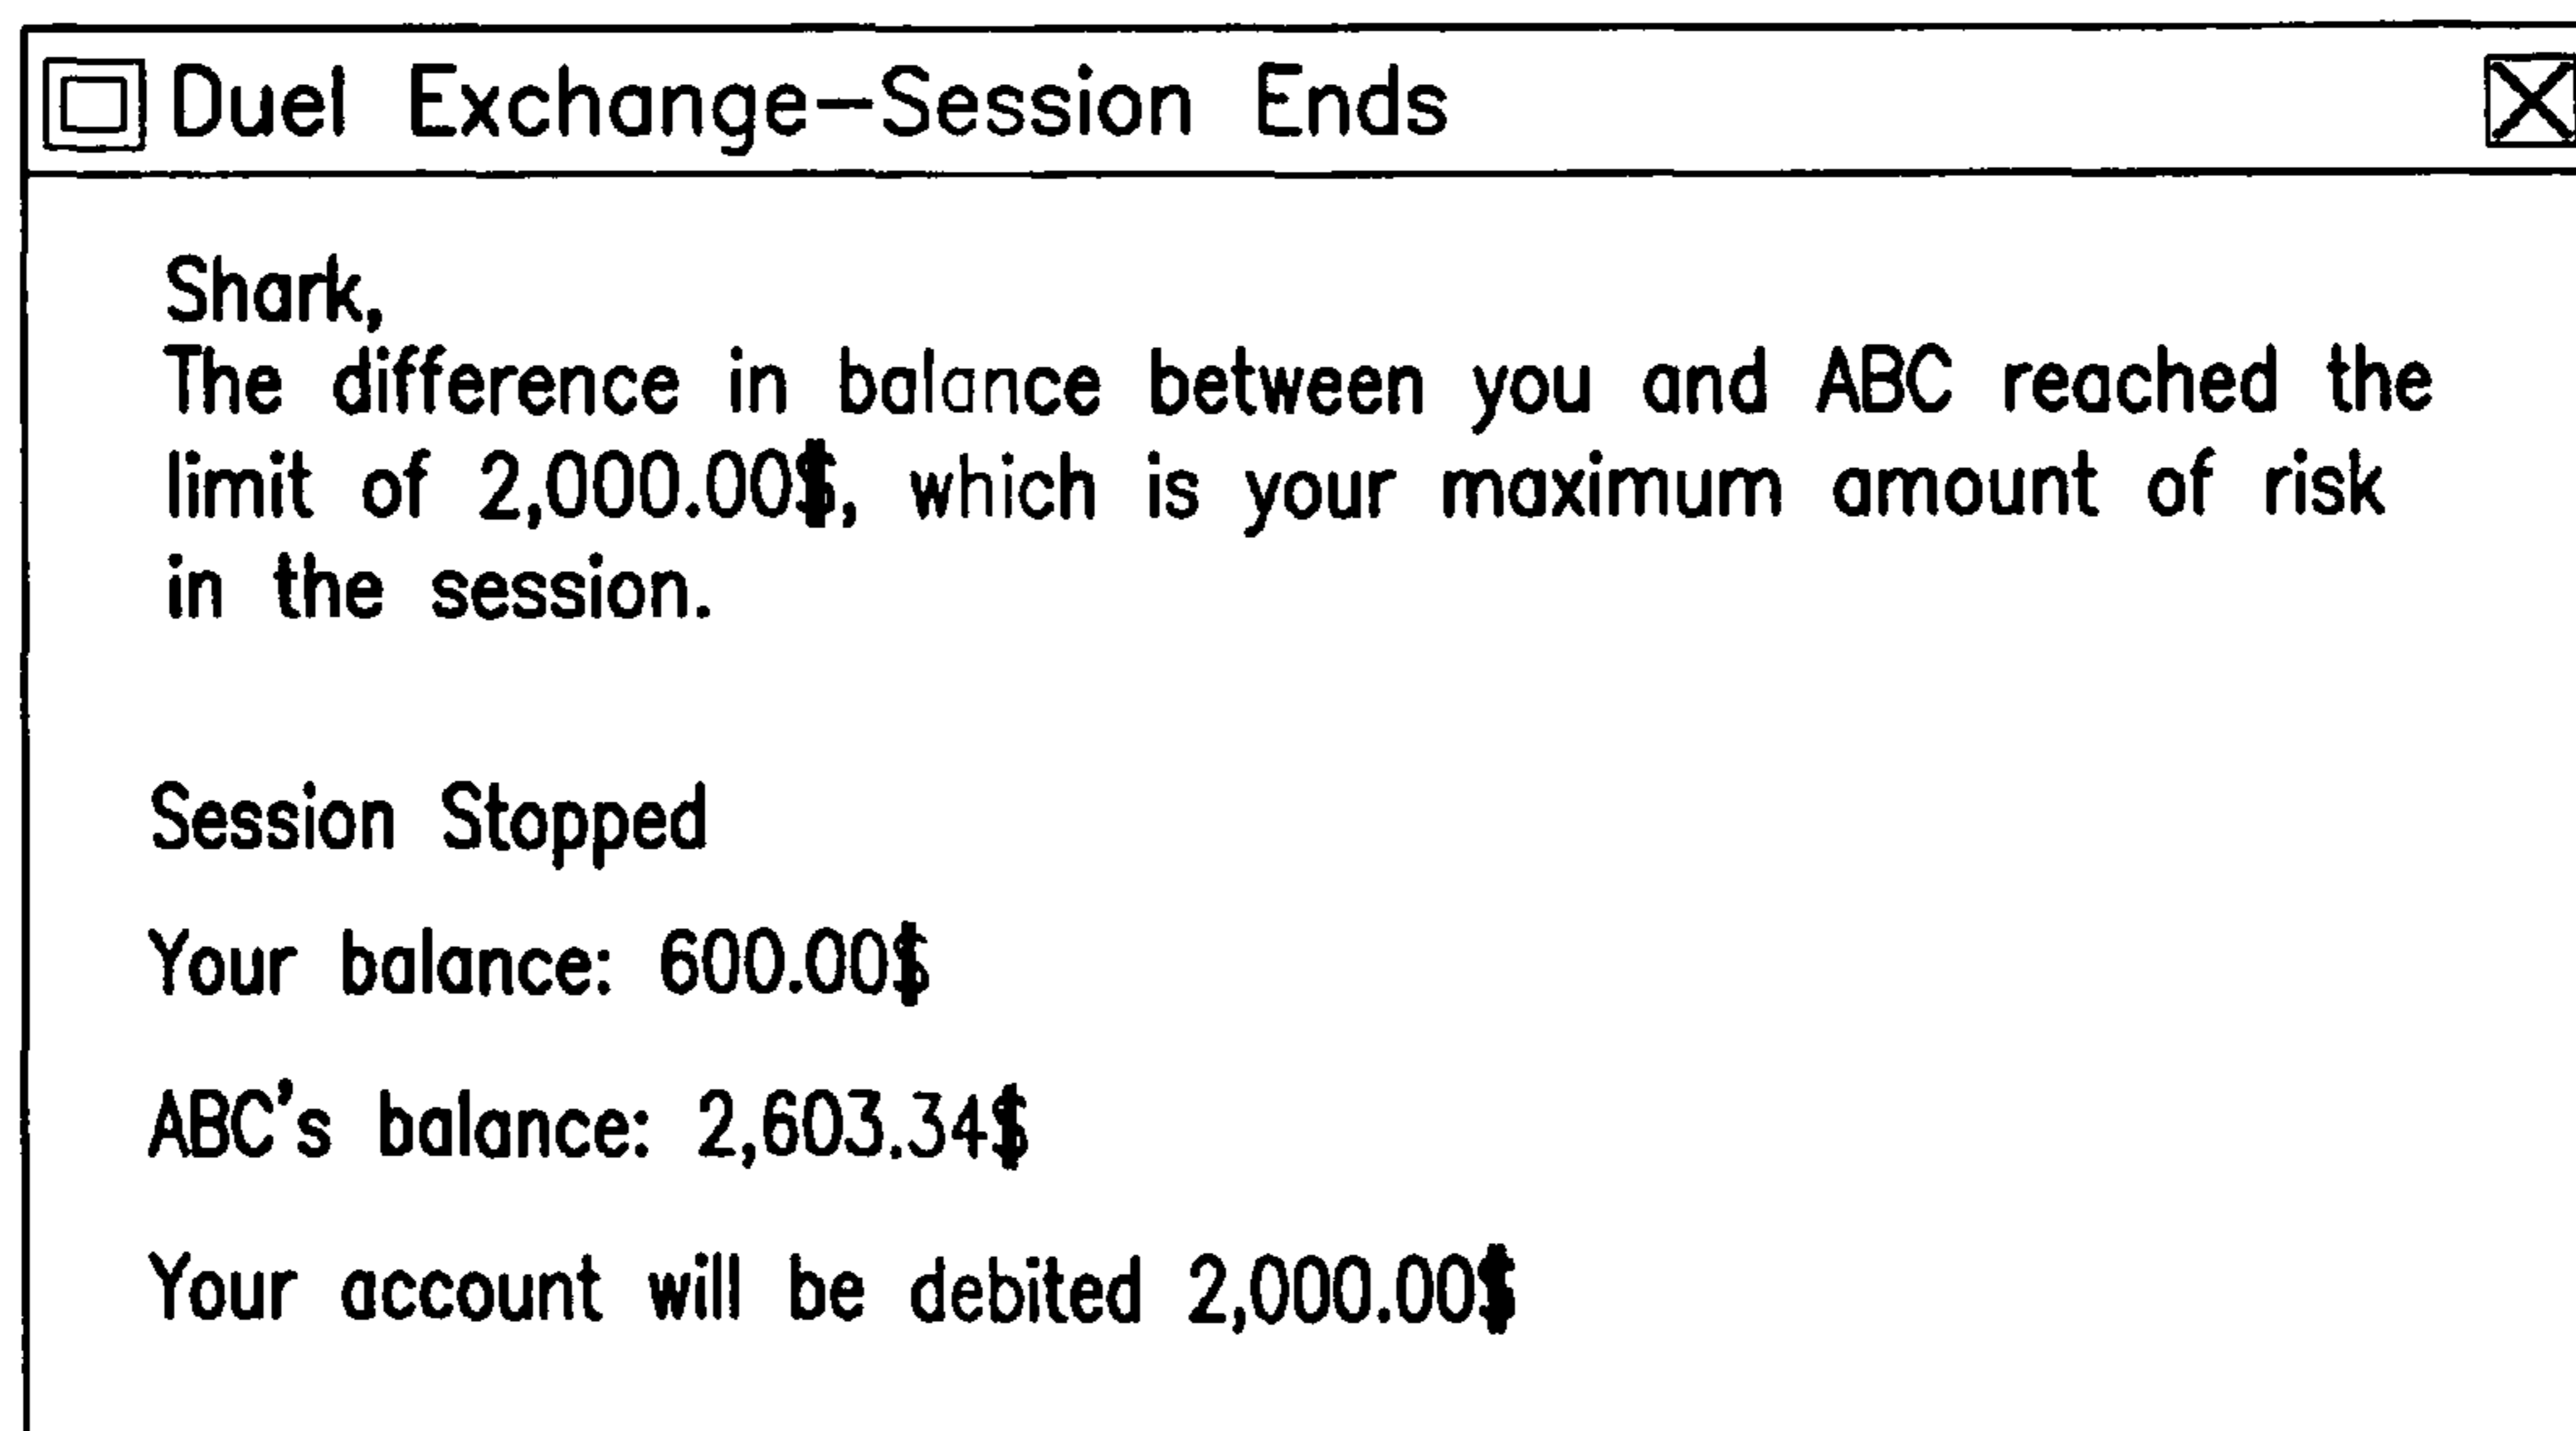 Duel Exchange–Session Ends
Shark,
The difference in balance between you and ABC reached the
limit of 2,000.00$, which is your maximum amount of risk
in the session.
Session Stopped
Your balance: 600.00$
ABC's balance: 2,603.34$
Your account will be debited 2,000.00$